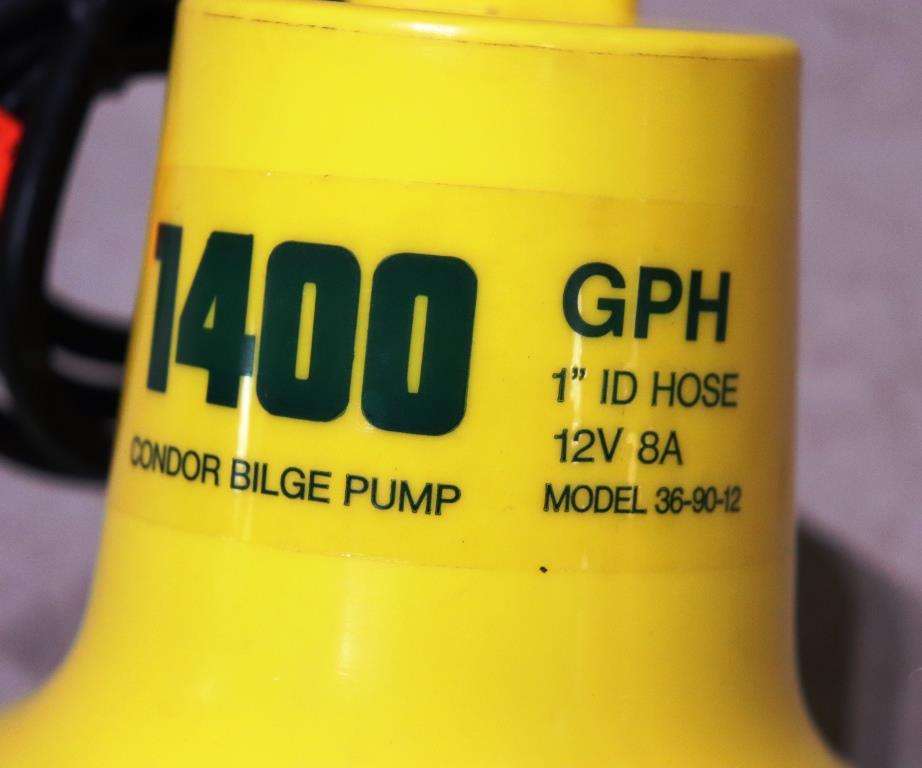 1400
CONDOR BILGE PUMP
GPH
1" ID HOSE
12V 8A
MODEL 36-90-12